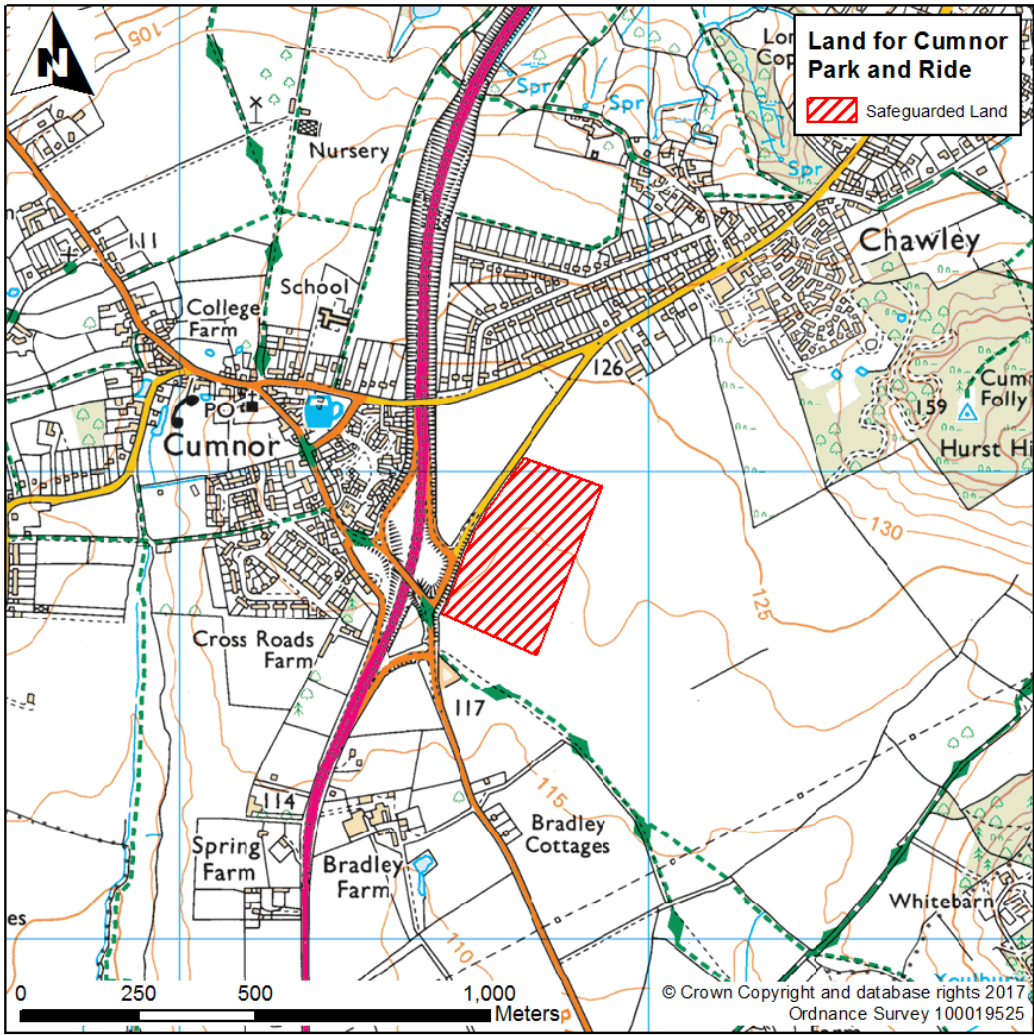 N
105
Land for Cumnor
Park and Ride
Safeguarded Land
Spr
Spr
Spr
Nursery
111
Chawley
School
College
Farm
126
PO
Cumnor
159
Folly
130
125
Cross Roads
Farm
117
115
114
Bradley
Cottages
Spring
Farm
Bradley
Farm
Whitebarn
110
es
0 250 500 1,000
Meters
© Crown Copyright and database rights 2017
Ordnance Survey 100019525